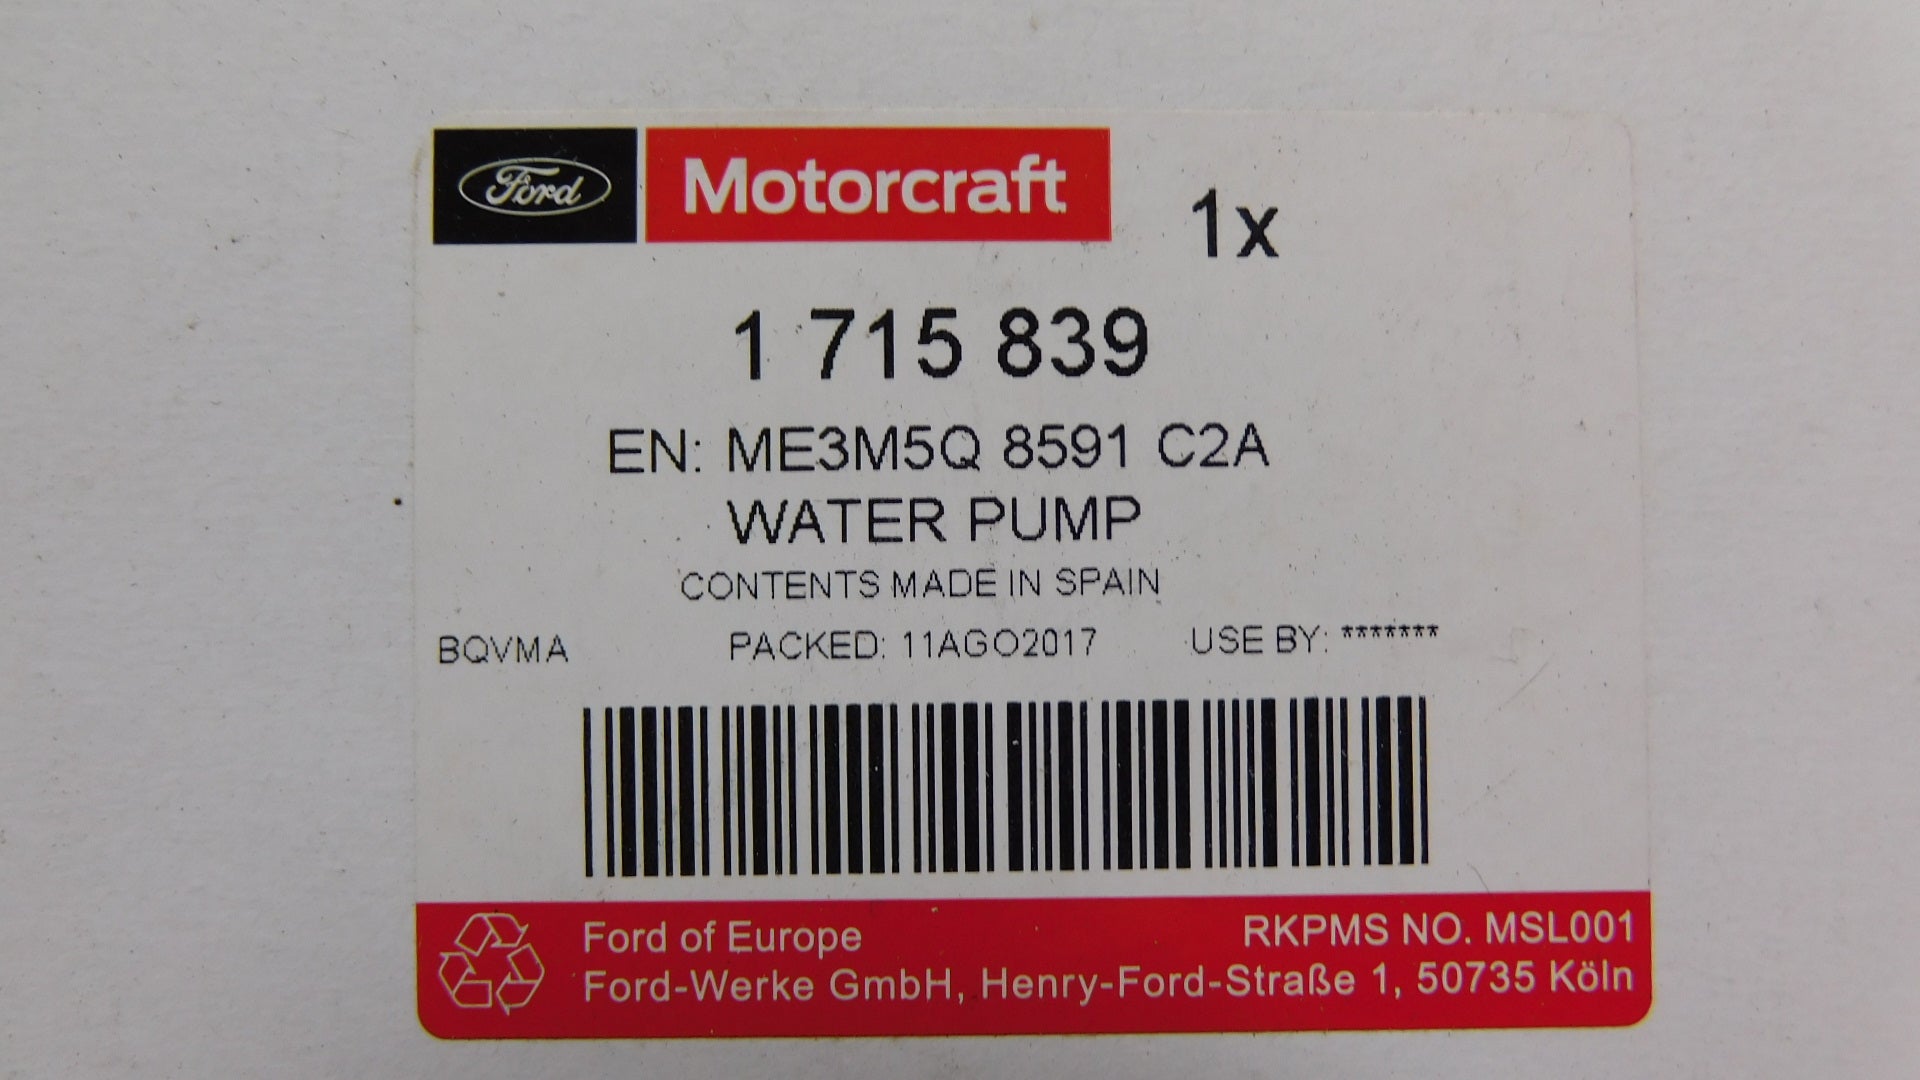 Ford Motorcraft 1x
1 715 839
EN: ME3M5Q 8591 C2A
WATER PUMP
CONTENTS MADE IN SPAIN
BQVMA PACKED: 11AGO2017 USE BY: *******
Ford of Europe RKPMS NO. MSL001
Ford-Werke GmbH, Henry-Ford-Straße 1, 50735 Köln